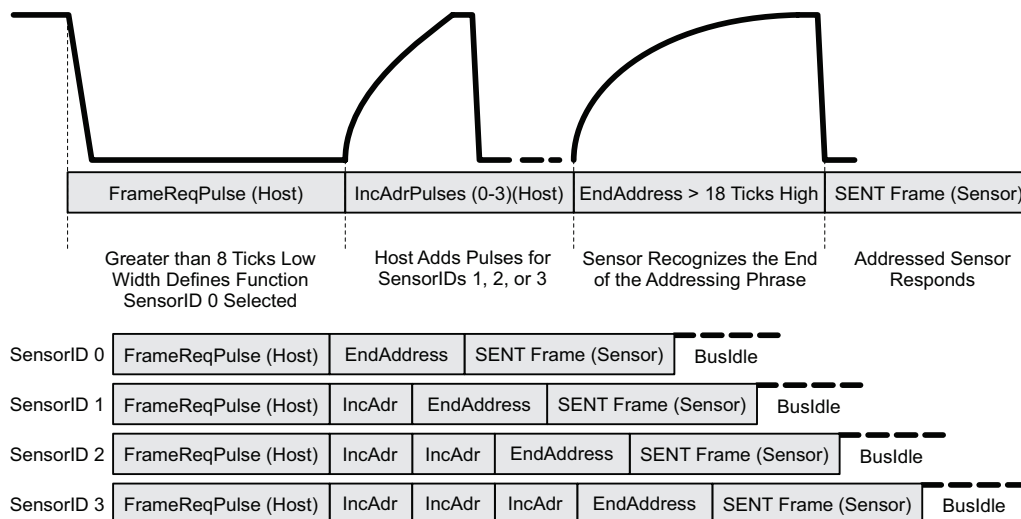 FrameReqPulse (Host) IncAdrPulses (0-3)(Host) EndAddress > 18 Ticks High SENT Frame (Sensor)
Greater than 8 Ticks Low
Width Defines Function
SensorID 0 Selected
Host Adds Pulses for
SensorIDs 1, 2, or 3
Sensor Recognizes the End
of the Addressing Phrase
Addressed Sensor
Responds
SensorID 0 FrameReqPulse (Host) EndAddress SENT Frame (Sensor) BusIdle
SensorID 1 FrameReqPulse (Host) IncAdr EndAddress SENT Frame (Sensor) BusIdle
SensorID 2 FrameReqPulse (Host) IncAdr IncAdr EndAddress SENT Frame (Sensor) BusIdle
SensorID 3 FrameReqPulse (Host) IncAdr IncAdr IncAdr EndAddress SENT Frame (Sensor) BusIdle